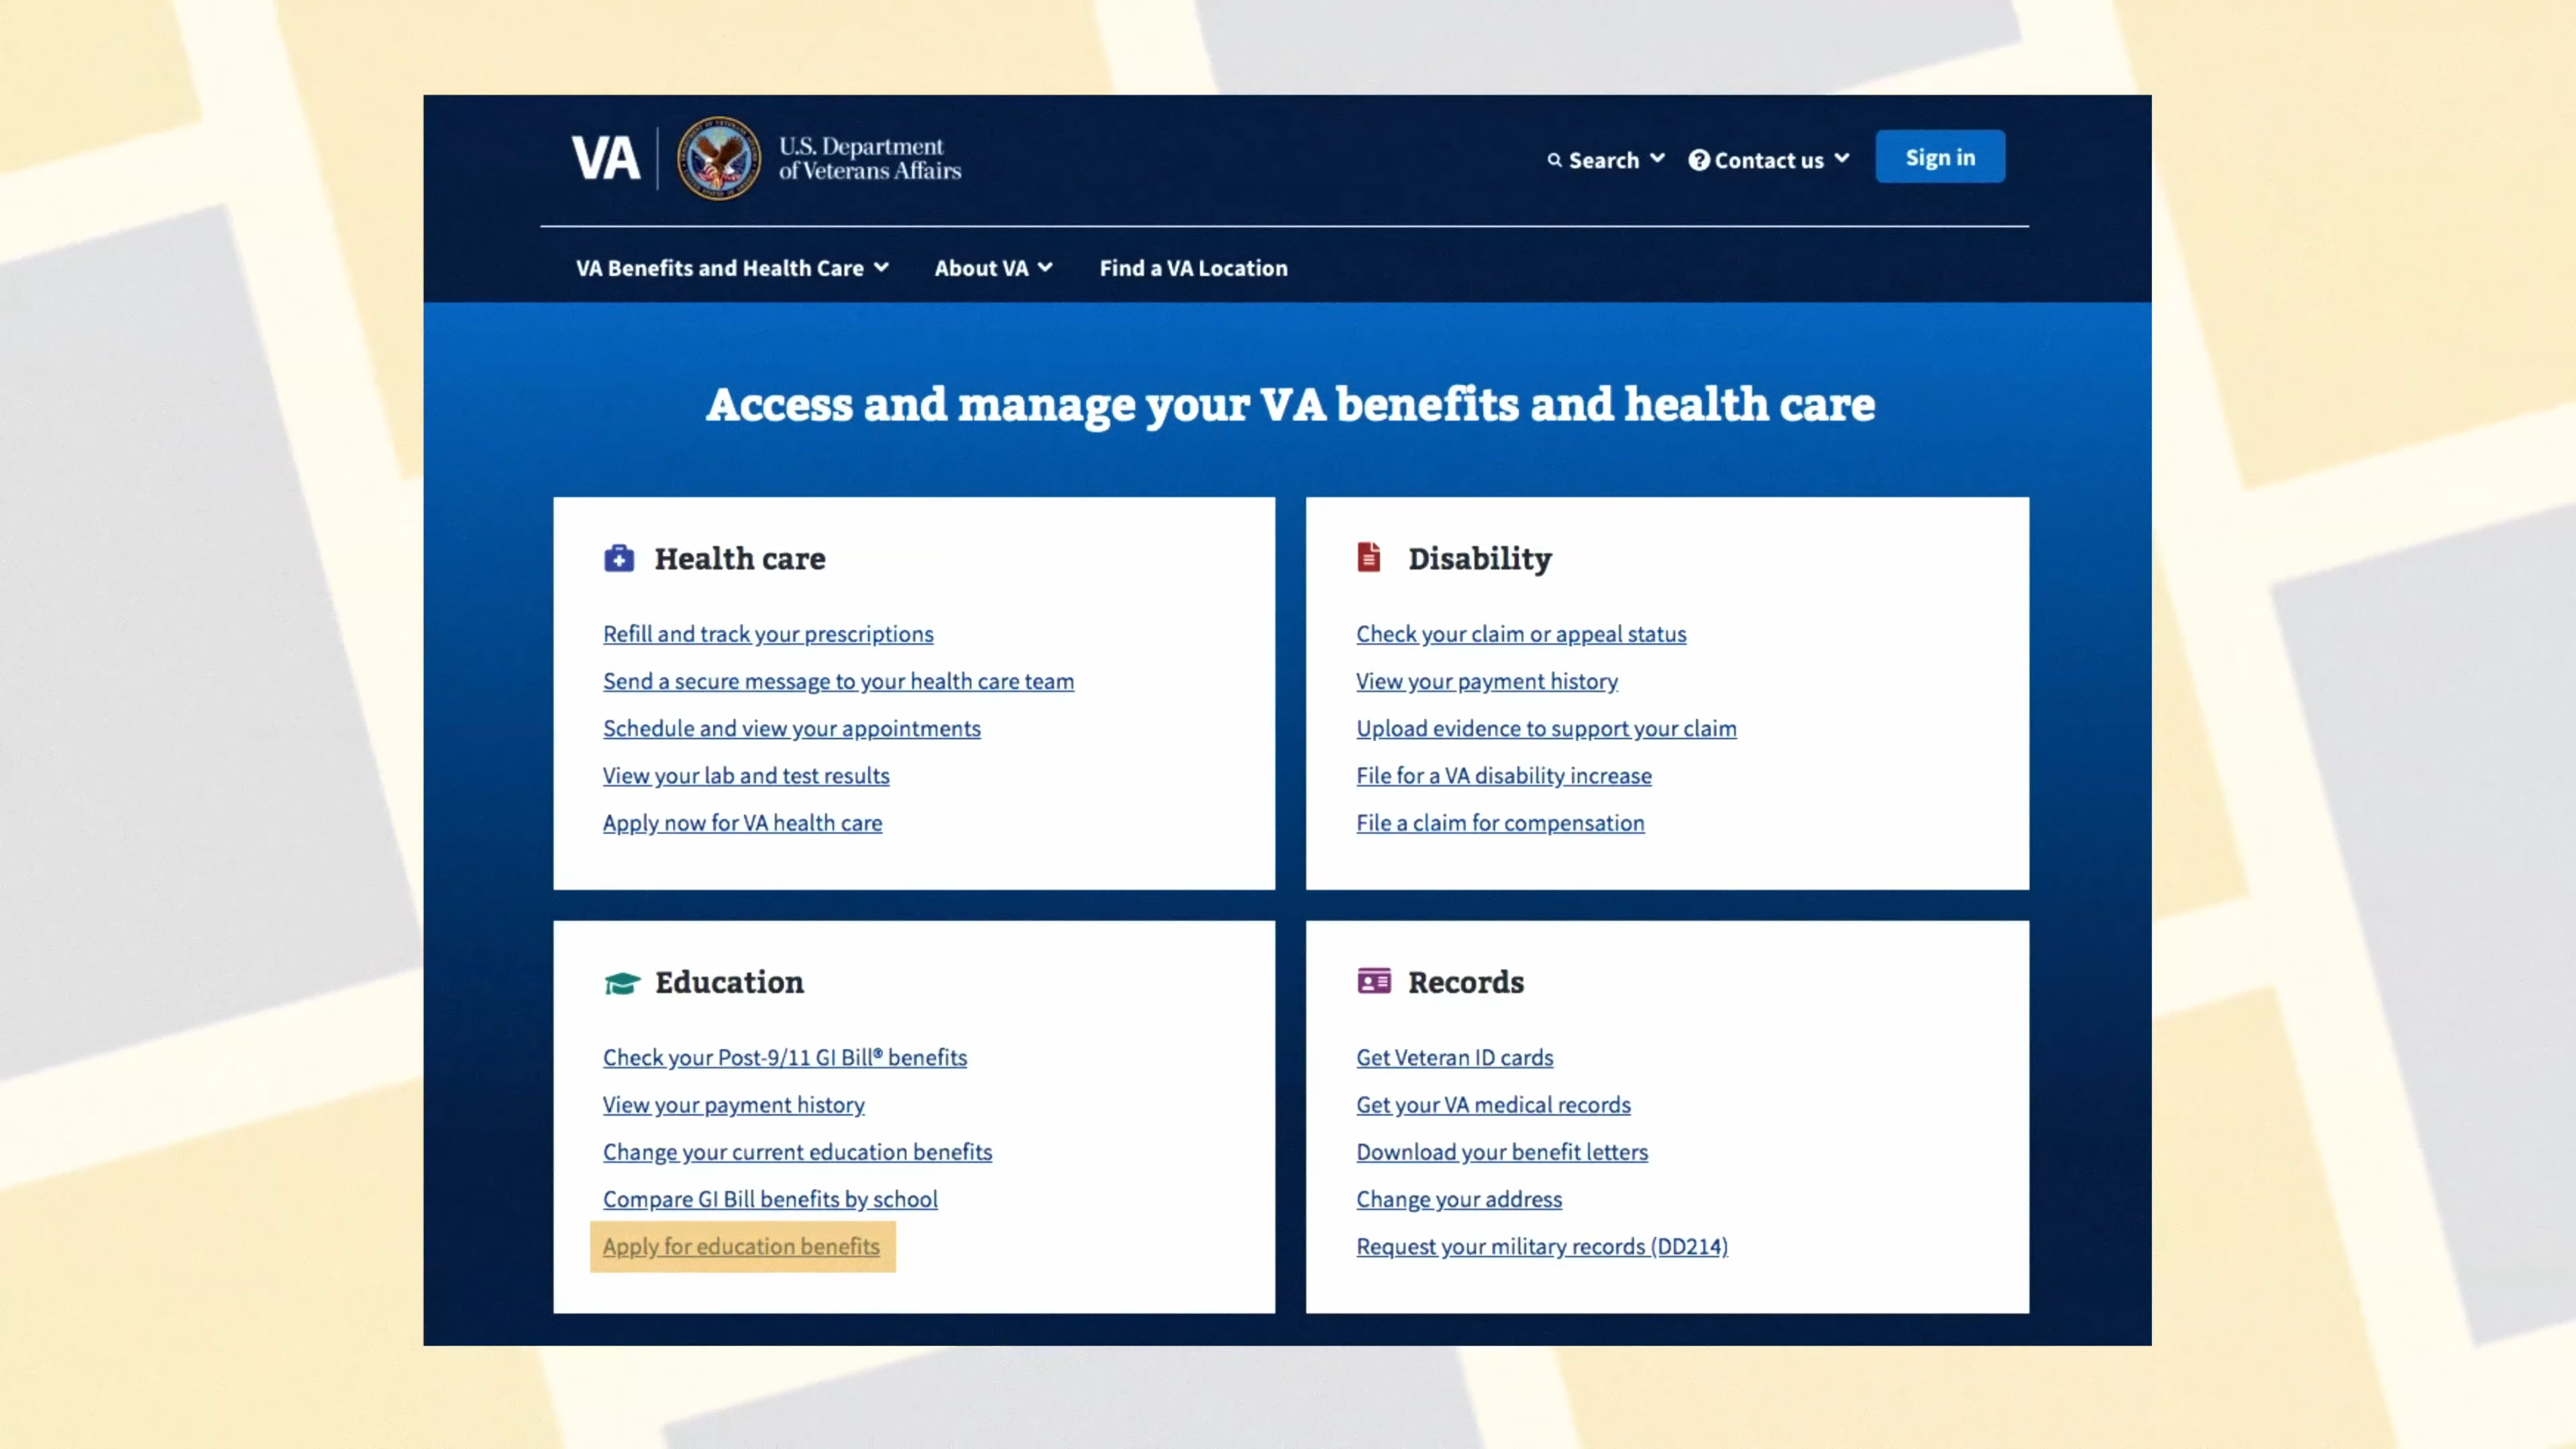 VA
U.S. Department
of Veterans Affairs
Search
Contact us
Sign in
VA Benefits and Health Care
About VA
Find a VA Location
Access and manage your VA benefits and health care
Health care
Refill and track your prescriptions
Send a secure message to your health care team
Schedule and view your appointments
View your lab and test results
Apply now for VA health care
Disability
Check your claim or appeal status
View your payment history
Upload evidence to support your claim
File for a VA disability increase
File a claim for compensation
Education
Check your Post-9/11 GI Bill® benefits
View your payment history
Change your current education benefits
Compare GI Bill benefits by school
Apply for education benefits
Records
Get Veteran ID cards
Get your VA medical records
Download your benefit letters
Change your address
Request your military records (DD214)